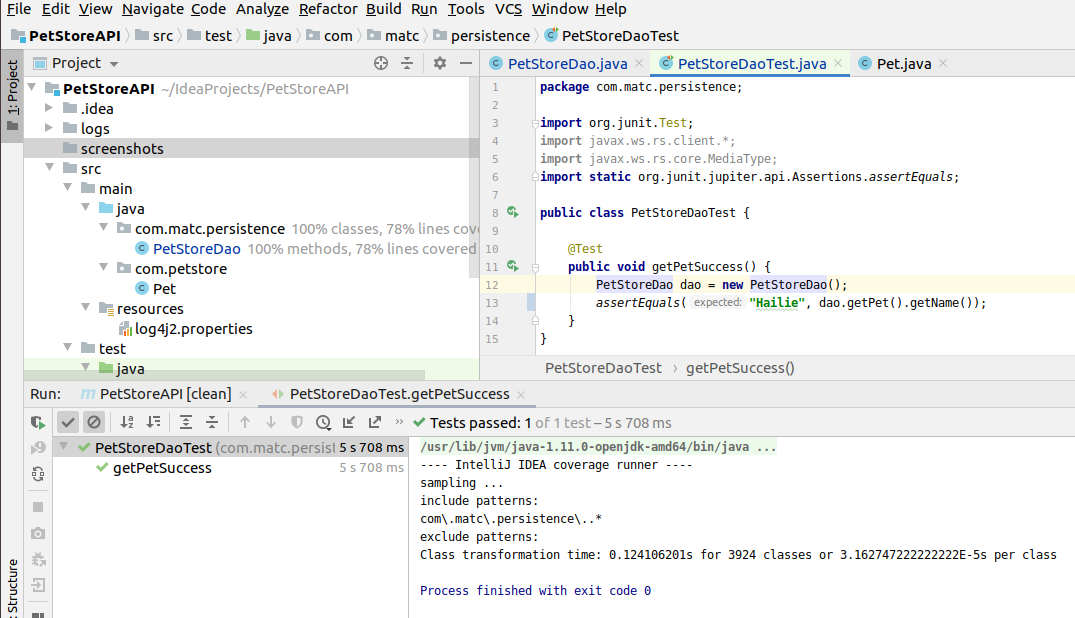 File Edit View Navigate Code Analyze Refactor Build Run Tools VCS Window Help
PetStoreAPI src test java com matc persistence PetStoreDaoTest
1: Project
Project
PetStoreDao.java PetStoreDaoTest.java Pet.java
PetStoreAPI ~/IdeaProjects/PetStoreAPI
.idea
logs
screenshots
src
main
java
com.matc.persistence 100% classes, 78% lines cov
PetStoreDao 100% methods, 78% lines covered
com.petstore
Pet
resources
log4j2.properties
test
java
1 package com.matc.persistence;
2
3 import org.junit.Test;
4 import javax.ws.rs.client.*;
5 import javax.ws.rs.core.MediaType;
6 import static org.junit.jupiter.api.Assertions.assertEquals;
7
8 public class PetStoreDaoTest {
9
10 @Test
11 public void getPetSuccess() {
12 PetStoreDao dao = new PetStoreDao();
13 assertEquals( expected: "Hailie", dao.getPet().getName());
14 }
15 }
PetStoreDaoTest › getPetSuccess()
Run: PetStoreAPI [clean] PetStoreDaoTest.getPetSuccess
» Tests passed: 1 of 1 test – 5 s 708 ms
PetStoreDaoTest (com.matc.persist 5 s 708 ms
getPetSuccess 5 s 708 ms
/usr/lib/jvm/java-1.11.0-openjdk-amd64/bin/java ...
---- IntelliJ IDEA coverage runner ----
sampling ...
include patterns:
com\.matc\.persistence\..*
exclude patterns:
Class transformation time: 0.124106201s for 3924 classes or 3.162747222222222E-5s per class
Process finished with exit code 0
: Structure